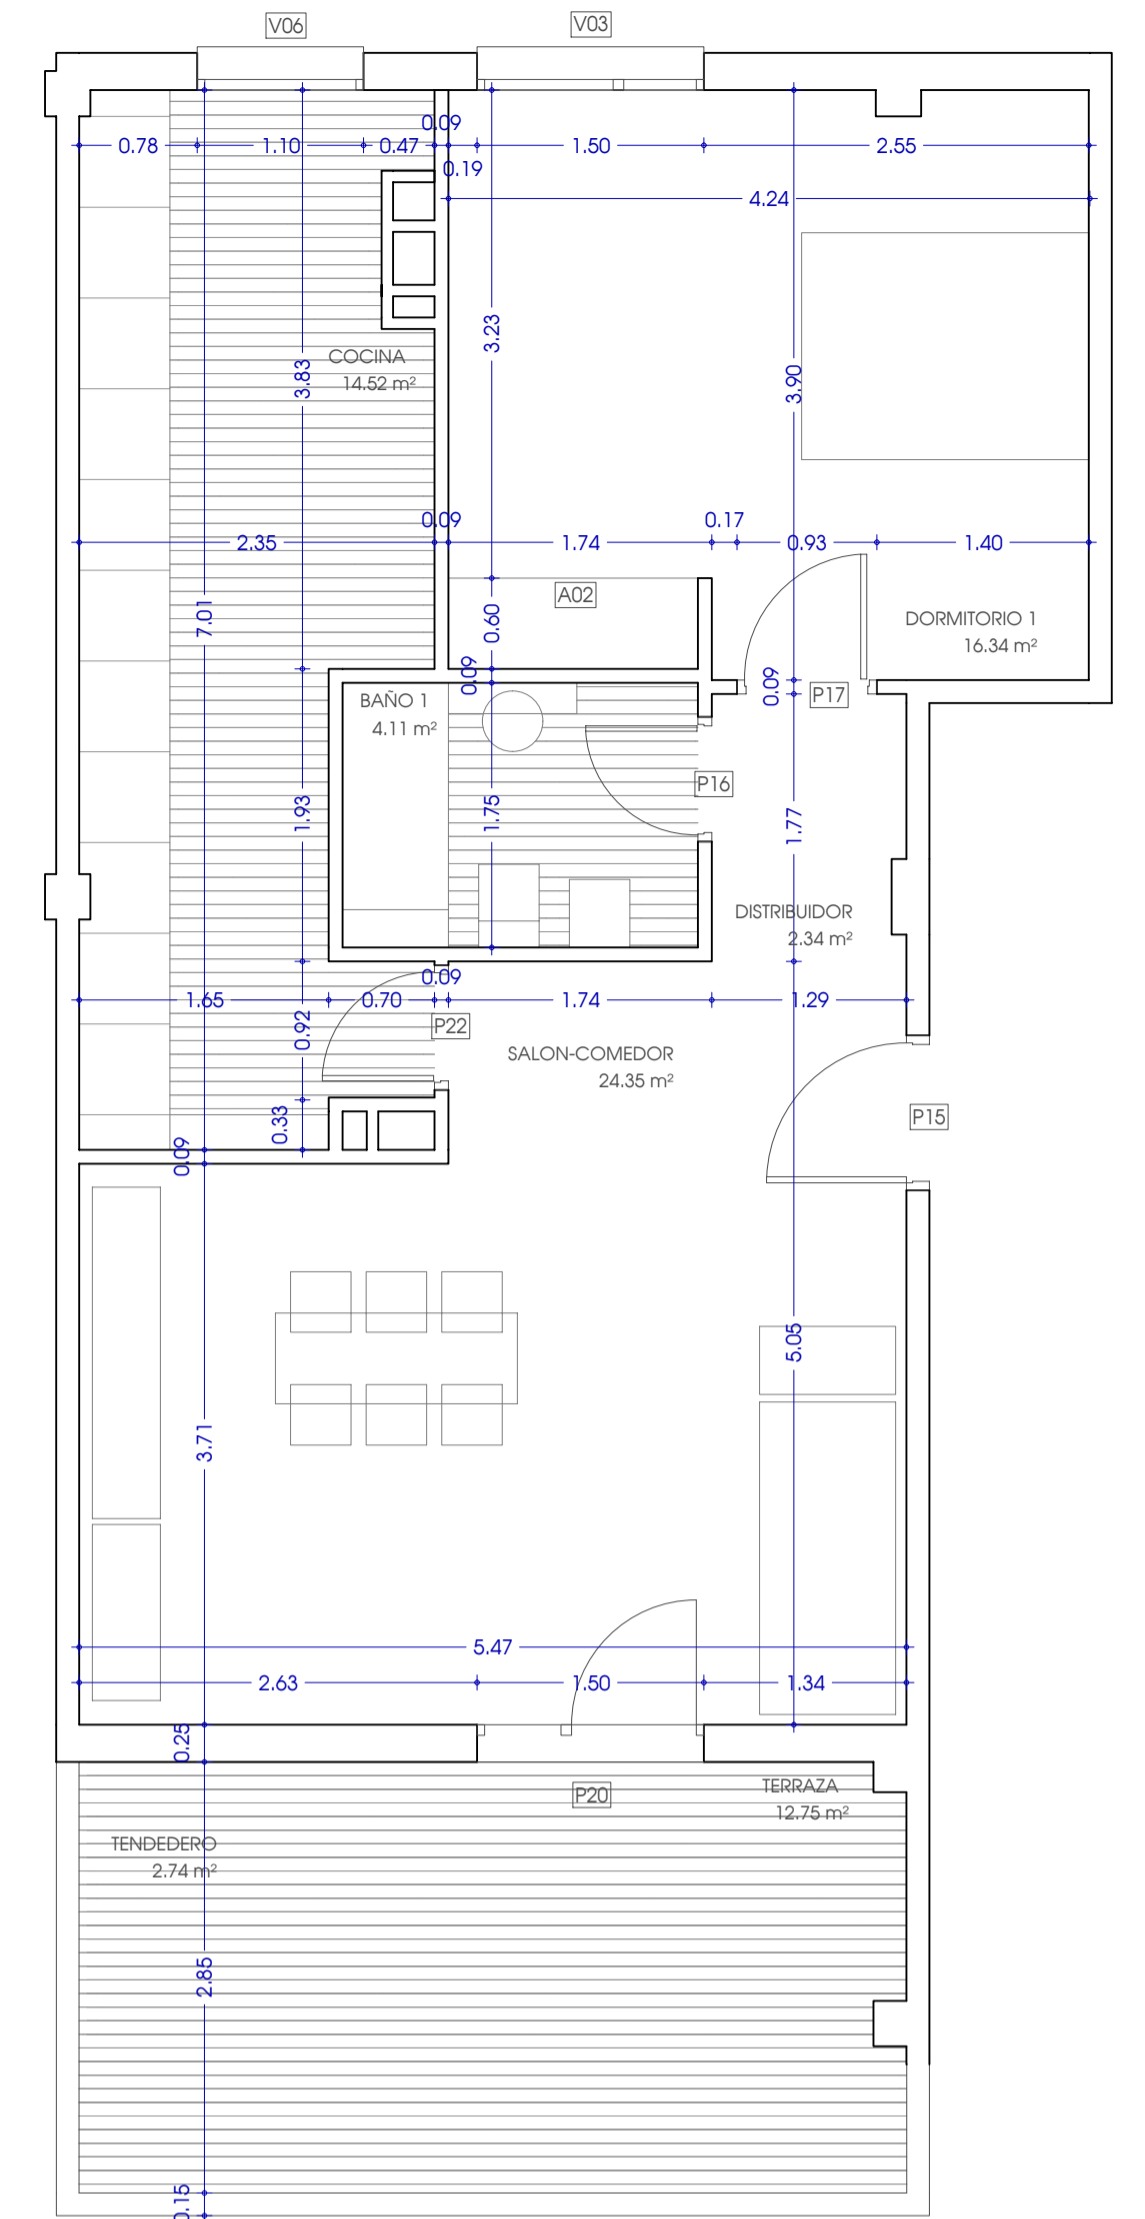 V06
V03
0.09
0.78
1.10
0.47
1.50
2.55
0.19
4.24
3.23
COCINA
14.52 m²
3.83
3.90
0.09
0.17
2.35
1.74
0.93
1.40
A02
7.01
0.60
DORMITORIO 1
16.34 m²
0.09
0.09
P17
BAÑO 1
4.11 m²
P16
1.93
1.75
1.77
DISTRIBUIDOR
2.34 m²
0.09
1.65
0.70
1.74
1.29
0.92
P22
SALON-COMEDOR
24.35 m²
0.33
P15
0.09
5.05
3.71
5.47
2.63
1.50
1.34
0.25
TERRAZA
12.75 m²
P20
TENDEDERO
2.74 m²
2.85
0.15